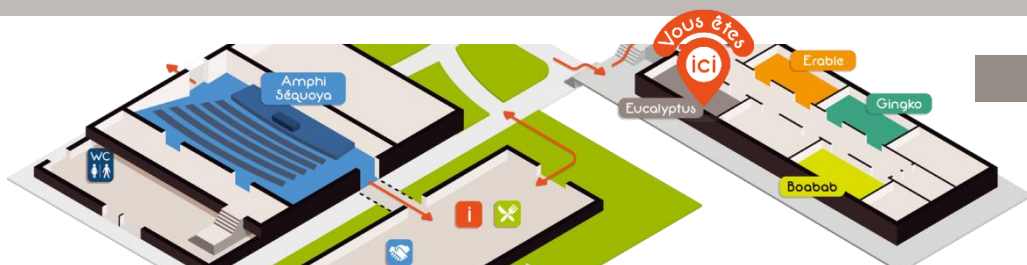 Vous êtes
ici
Erable
Amphi
Séquoya
Gingko
Eucalyptus
WC
Boabab
i